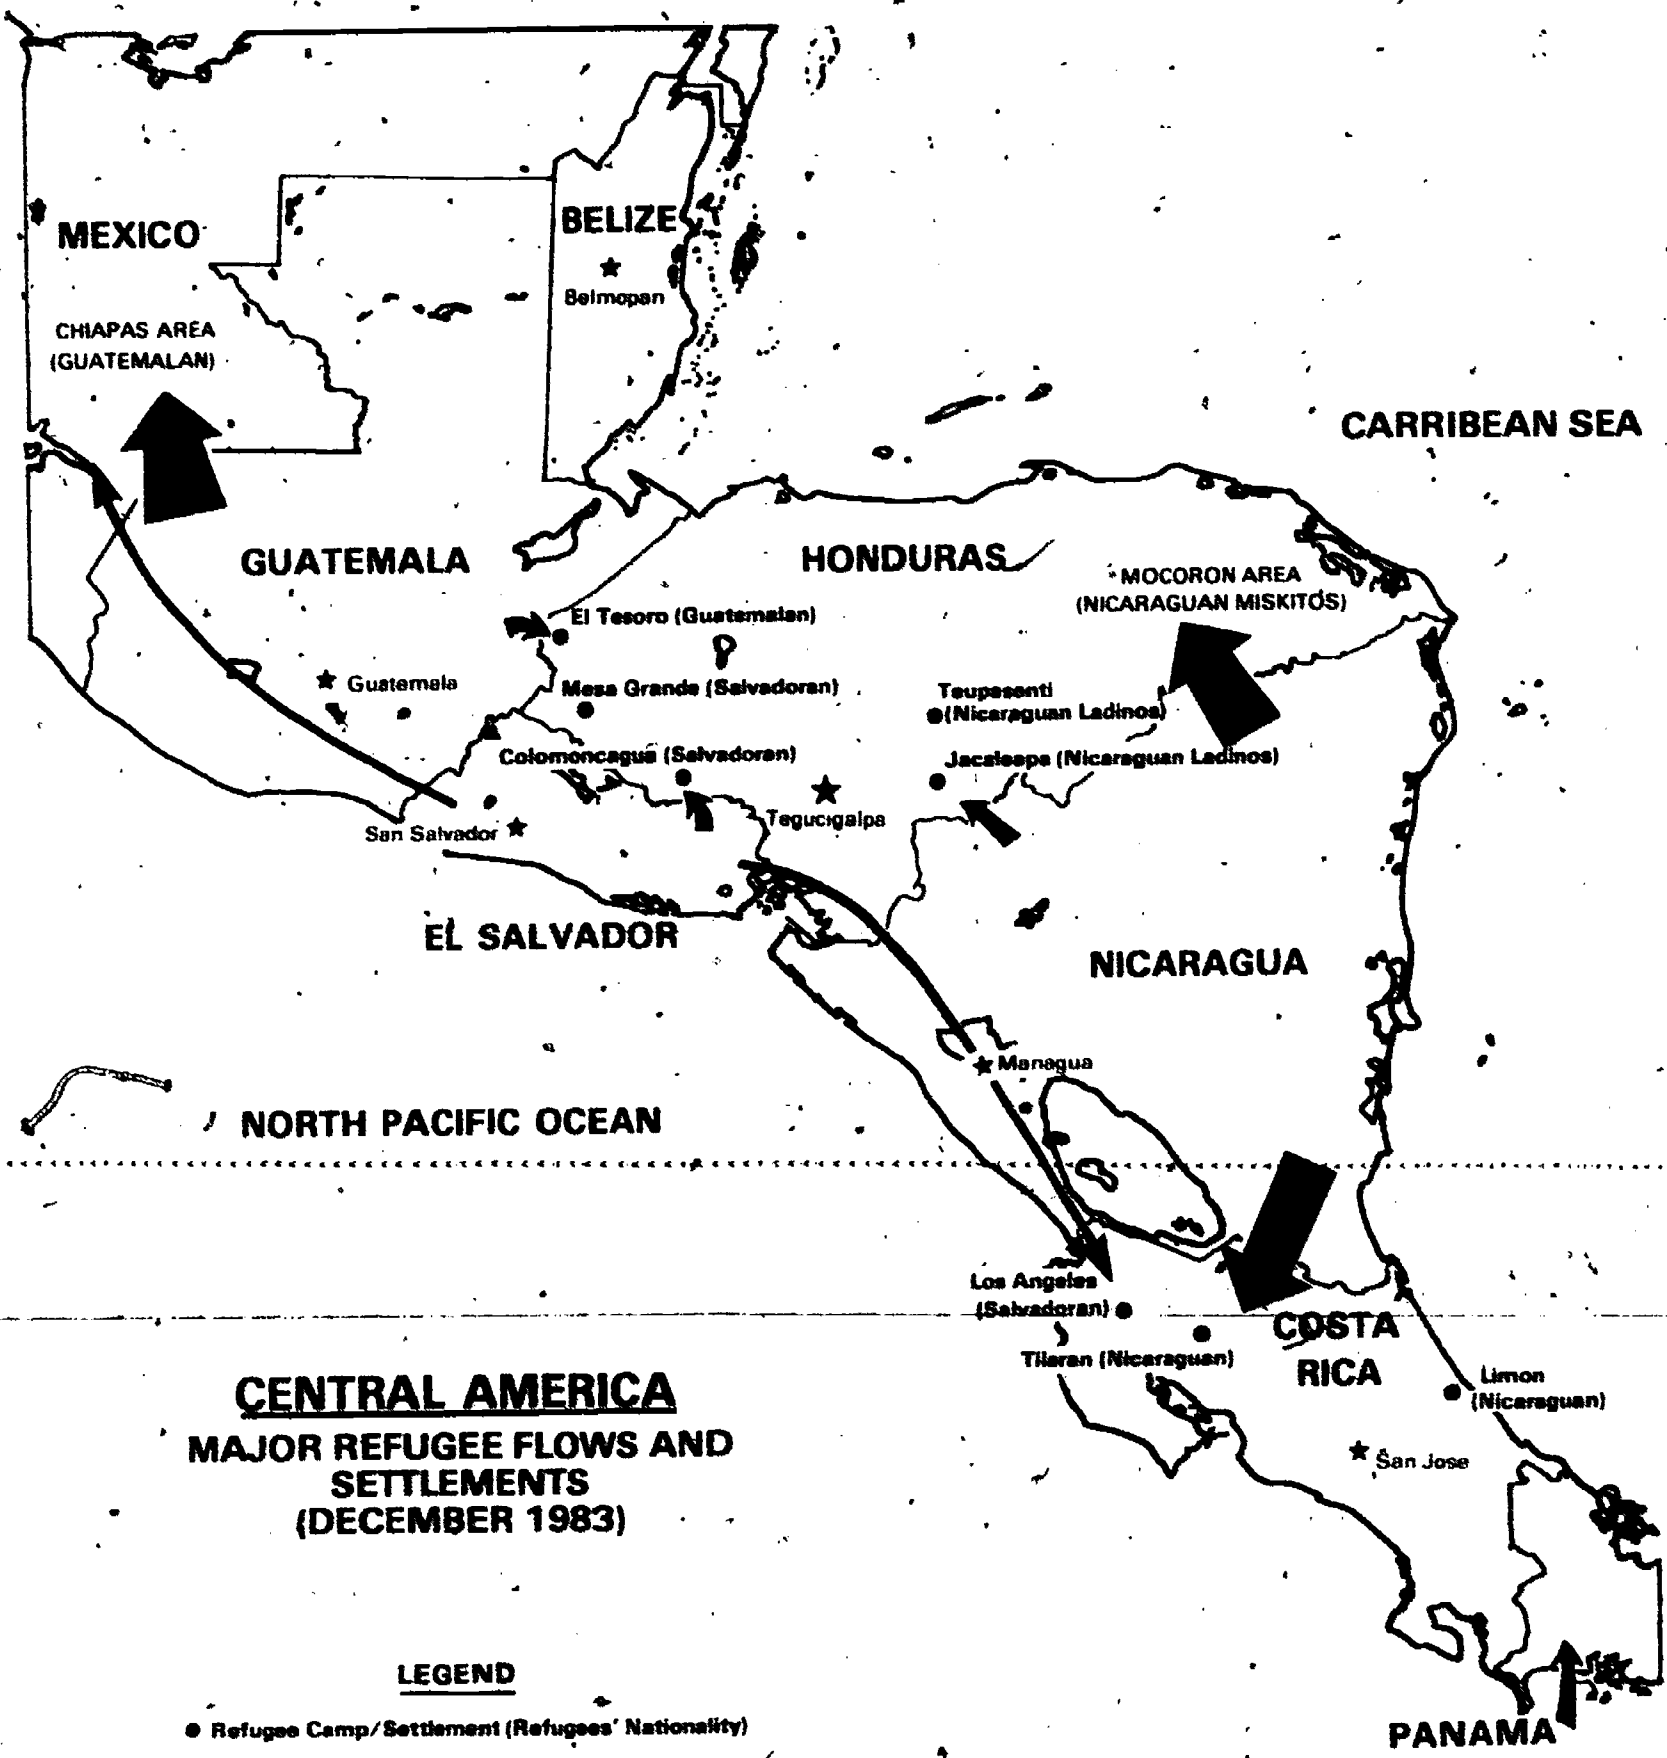 MEXICO
BELIZE
Belmopan
CHIAPAS AREA
(GUATEMALAN)
CARRIBEAN SEA
GUATEMALA
HONDURAS
MOCORON AREA
(NICARAGUAN MISKITOS)
El Tesoro (Guatemalan)
Guatemala
Mesa Grande (Salvadoran)
Teupasenti
(Nicaraguan Ladinos)
Colomoncagua (Salvadoran)
Jacaleapa (Nicaraguan Ladinos)
Tegucigalpa
San Salvador
EL SALVADOR
NICARAGUA
Managua
NORTH PACIFIC OCEAN
Los Angeles
(Salvadoran)
COSTA
RICA
Tilaran (Nicaraguan)
Limon
(Nicaraguan)
San Jose
CENTRAL AMERICA
MAJOR REFUGEE FLOWS AND
SETTLEMENTS
(DECEMBER 1983)
LEGEND
Refugee Camp/Settlement (Refugees' Nationality)
PANAMA